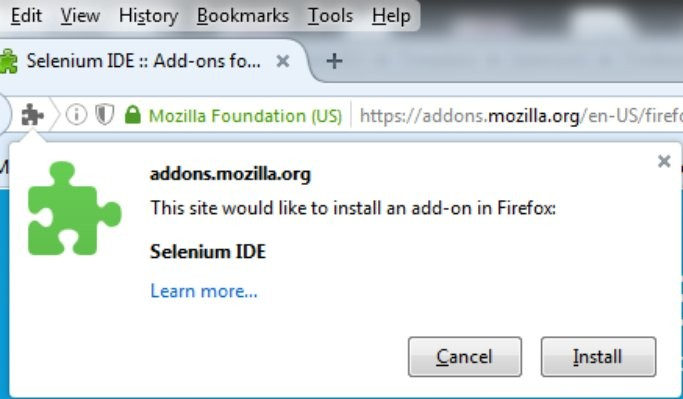 Edit View History Bookmarks Tools Help
Selenium IDE :: Add-ons fo... × +
Mozilla Foundation (US) https://addons.mozilla.org/en-US/firefo
addons.mozilla.org
This site would like to install an add-on in Firefox:
Selenium IDE
Learn more...
Cancel Install